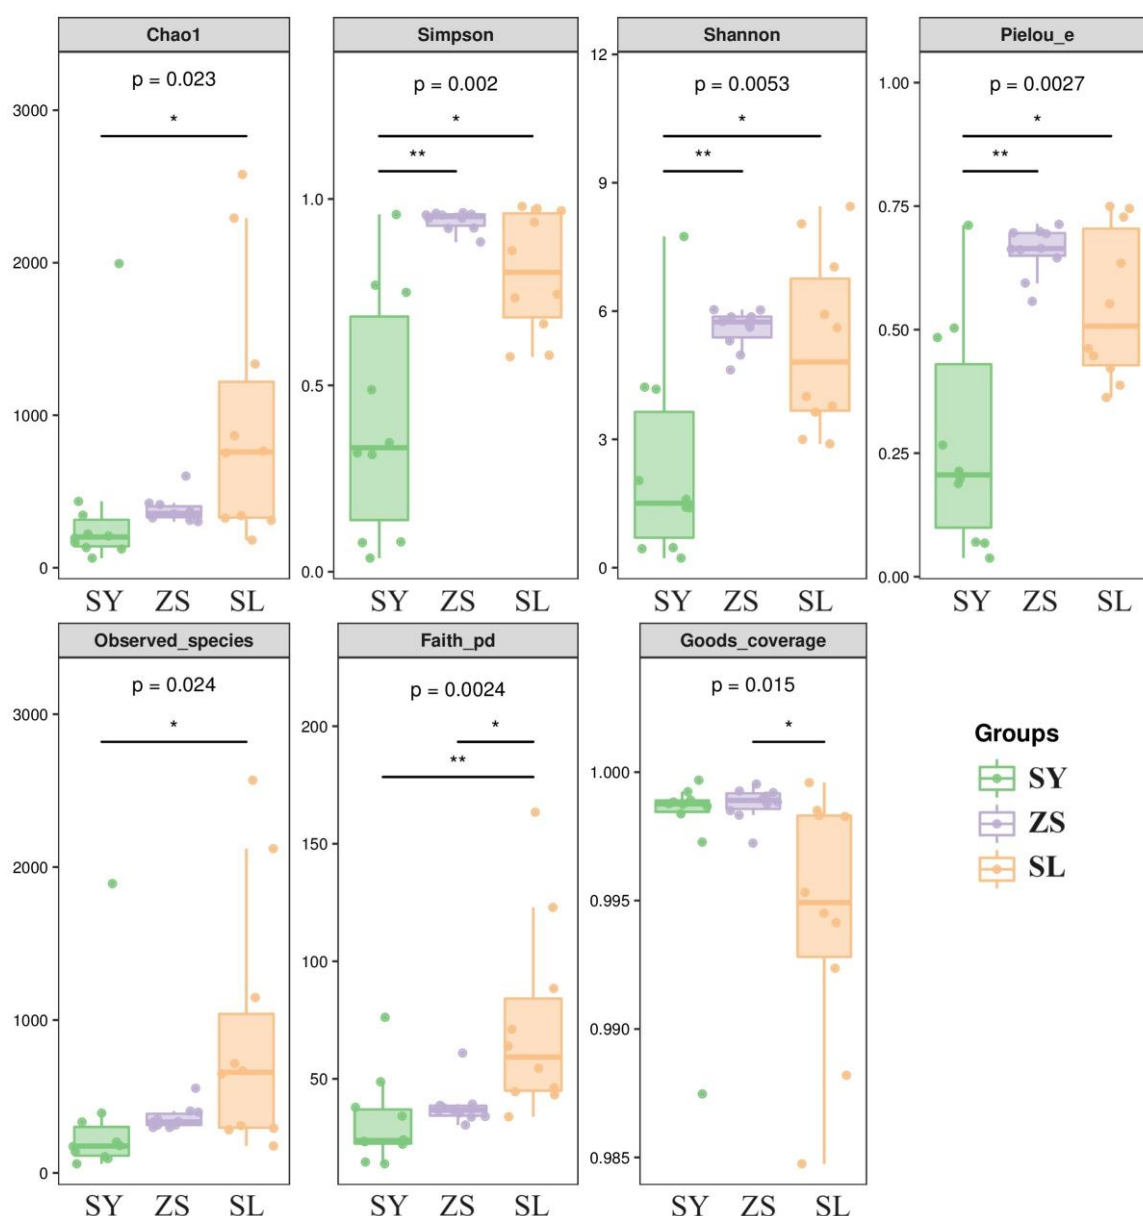 Chao1 Simpson Shannon Pielou_e
p = 0.023 p = 0.002 p = 0.0053 p = 0.0027
* * * *
** ** **
3000 2000 1000 0
1.0 0.5 0.0
12 9 6 3 0
1.00 0.75 0.50 0.25 0.00
SY ZS SL SY ZS SL SY ZS SL SY ZS SL
Observed_species Faith_pd Goods_coverage
p = 0.024 p = 0.0024 p = 0.015
* * *
**
3000 2000 1000 0
200 150 100 50
1.000 0.995 0.990 0.985
SY ZS SL SY ZS SL SY ZS SL
Groups
SY
ZS
SL